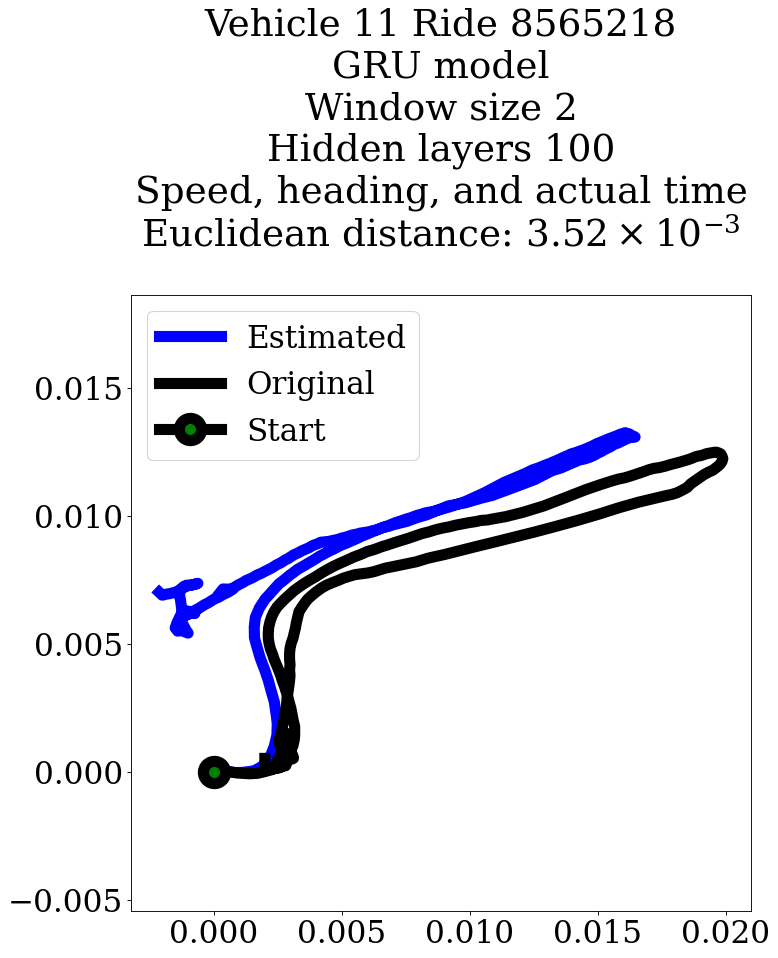 Vehicle 11 Ride 8565218
GRU model
Window size 2
Hidden layers 100
Speed, heading, and actual time
Euclidean distance: 3.52 × 10⁻³
Estimated
Original
Start
0.015
0.010
0.005
0.000
−0.005
0.000 0.005 0.010 0.015 0.020